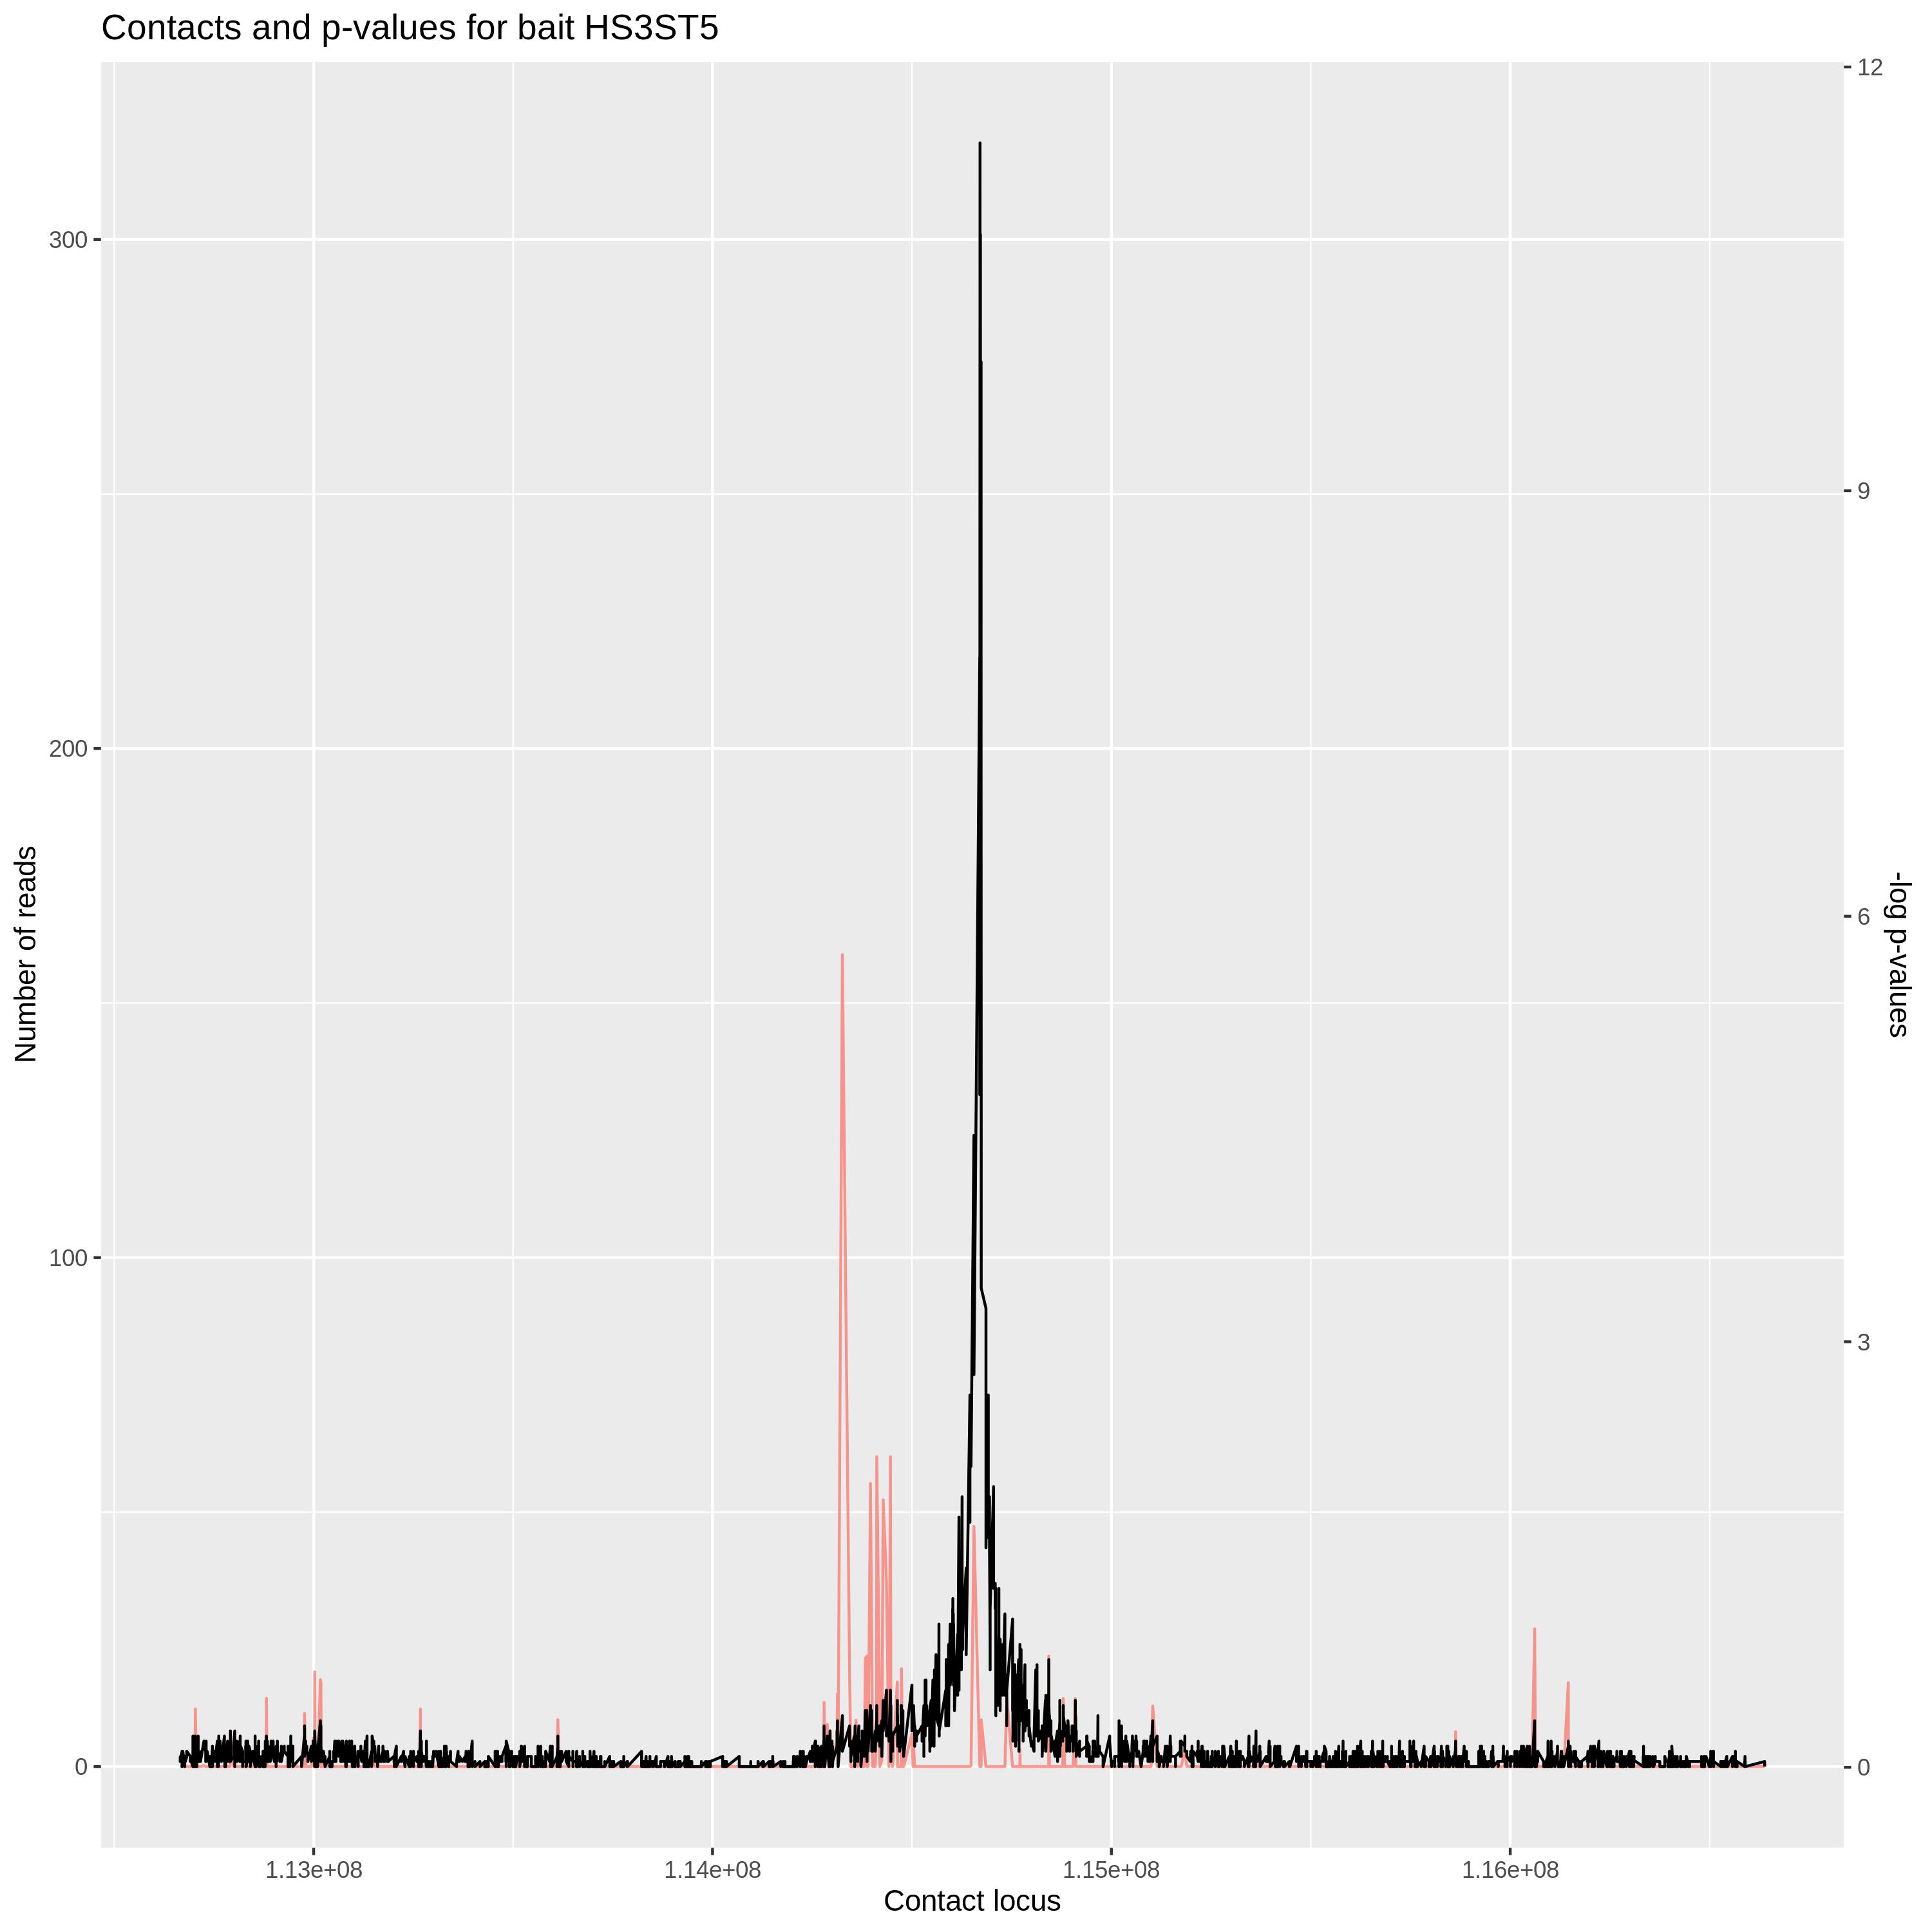 Contacts and p-values for bait HS3ST5
12
300
9
200
6
Number of reads
-log p-values
100
3
0
0
1.13e+08
1.14e+08
1.15e+08
1.16e+08
Contact locus